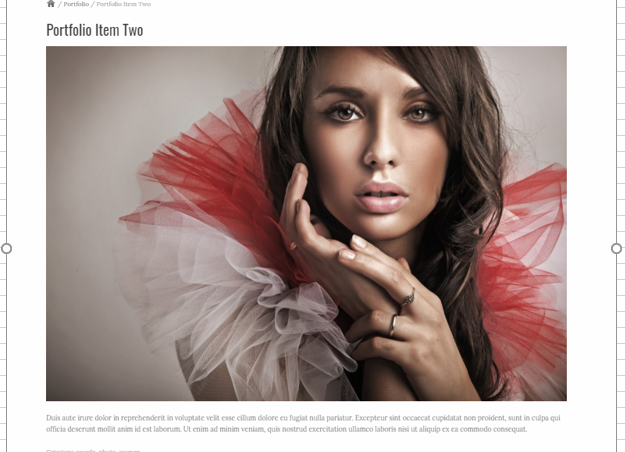 / Portfolio / Portfolio Item Two
Portfolio Item Two
Duis aute irure dolor in reprehenderit in voluptate velit esse cillum dolore eu fugiat nulla pariatur. Excepteur sint occaecat cupidatat non proident, sunt in culpa qui
officia deserunt mollit anim id est laborum. Ut enim ad minim veniam, quis nostrud exercitation ullamco laboris nisi ut aliquip ex ea commodo consequat.